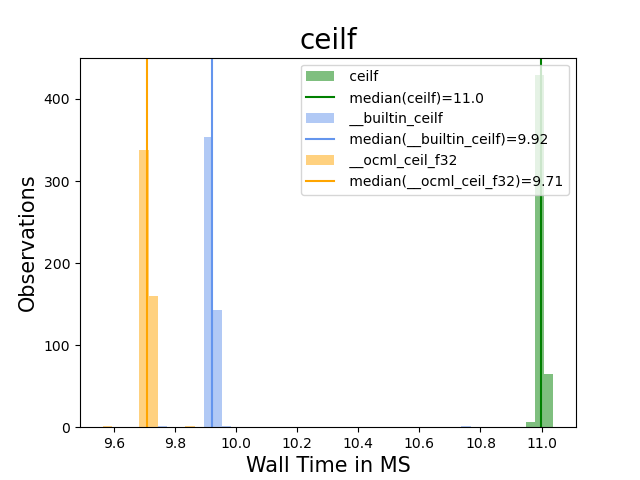 ceilf
ceilf
median(ceilf)=11.0
__builtin_ceilf
median(__builtin_ceilf)=9.92
__ocml_ceil_f32
median(__ocml_ceil_f32)=9.71
Observations
400
300
200
100
0
9.6 9.8 10.0 10.2 10.4 10.6 10.8 11.0
Wall Time in MS